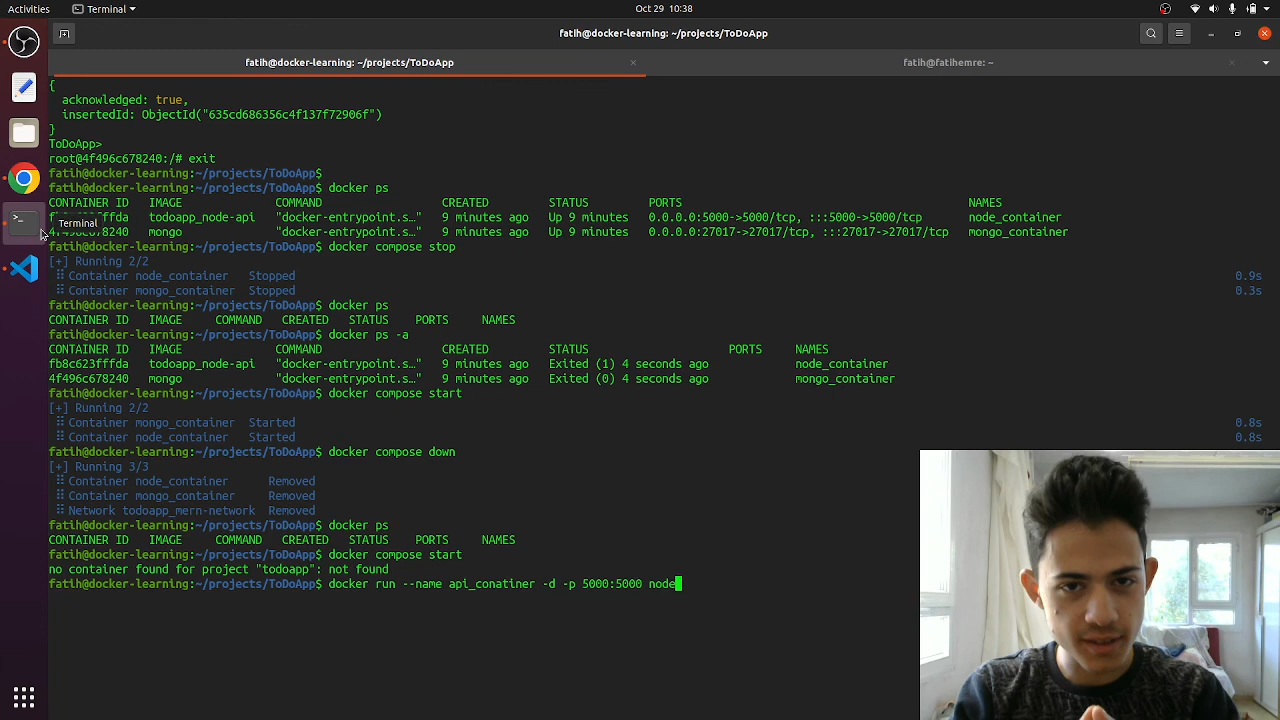 Activities Terminal Oct 29 10:38
fatih@docker-learning: ~/projects/ToDoApp
fatih@docker-learning: ~/projects/ToDoApp fatih@fatihemre: ~
{
acknowledged: true,
insertedId: ObjectId("635cd686356c4f137f72906f")
}
ToDoApp>
root@4f496c678240:/# exit
fatih@docker-learning:~/projects/ToDoApp$
fatih@docker-learning:~/projects/ToDoApp$ docker ps
CONTAINER ID IMAGE COMMAND CREATED STATUS PORTS NAMES
Terminal
todoapp_node-api "docker-entrypoint.s…" 9 minutes ago Up 9 minutes 0.0.0.0:5000->5000/tcp, :::5000->5000/tcp node_container
4f496c678240 mongo "docker-entrypoint.s…" 9 minutes ago Up 9 minutes 0.0.0.0:27017->27017/tcp, :::27017->27017/tcp mongo_container
fatih@docker-learning:~/projects/ToDoApp$ docker compose stop
[+] Running 2/2
⠿ Container node_container Stopped 0.9s
⠿ Container mongo_container Stopped 0.3s
fatih@docker-learning:~/projects/ToDoApp$ docker ps
CONTAINER ID IMAGE COMMAND CREATED STATUS PORTS NAMES
fatih@docker-learning:~/projects/ToDoApp$ docker ps -a
CONTAINER ID IMAGE COMMAND CREATED STATUS PORTS NAMES
fb8c623fffda todoapp_node-api "docker-entrypoint.s…" 9 minutes ago Exited (1) 4 seconds ago node_container
4f496c678240 mongo "docker-entrypoint.s…" 9 minutes ago Exited (0) 4 seconds ago mongo_container
fatih@docker-learning:~/projects/ToDoApp$ docker compose start
[+] Running 2/2
⠿ Container mongo_container Started 0.8s
⠿ Container node_container Started 0.8s
fatih@docker-learning:~/projects/ToDoApp$ docker compose down
[+] Running 3/3
⠿ Container node_container Removed
⠿ Container mongo_container Removed
⠿ Network todoapp_mern-network Removed
fatih@docker-learning:~/projects/ToDoApp$ docker ps
CONTAINER ID IMAGE COMMAND CREATED STATUS PORTS NAMES
fatih@docker-learning:~/projects/ToDoApp$ docker compose start
no container found for project "todoapp": not found
fatih@docker-learning:~/projects/ToDoApp$ docker run --name api_conatiner -d -p 5000:5000 node